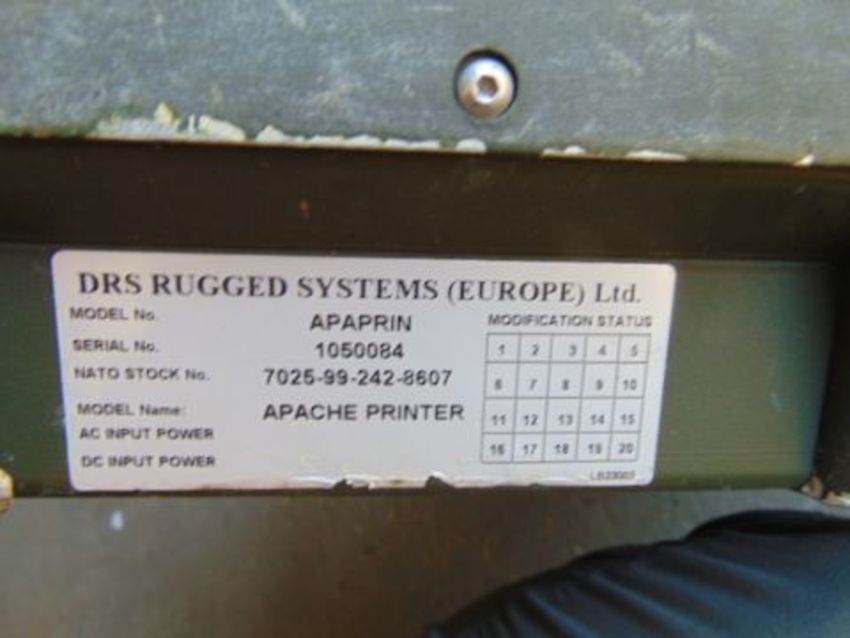 DRS RUGGED SYSTEMS (EUROPE) Ltd.
MODEL No. APAPRIN
SERIAL No. 1050084
NATO STOCK No. 7025-99-242-8607
MODEL Name: APACHE PRINTER
AC INPUT POWER
DC INPUT POWER
MODIFICATION STATUS
1 2 3 4 5
6 7 8 9 10
11 12 13 14 15
16 17 18 19 20